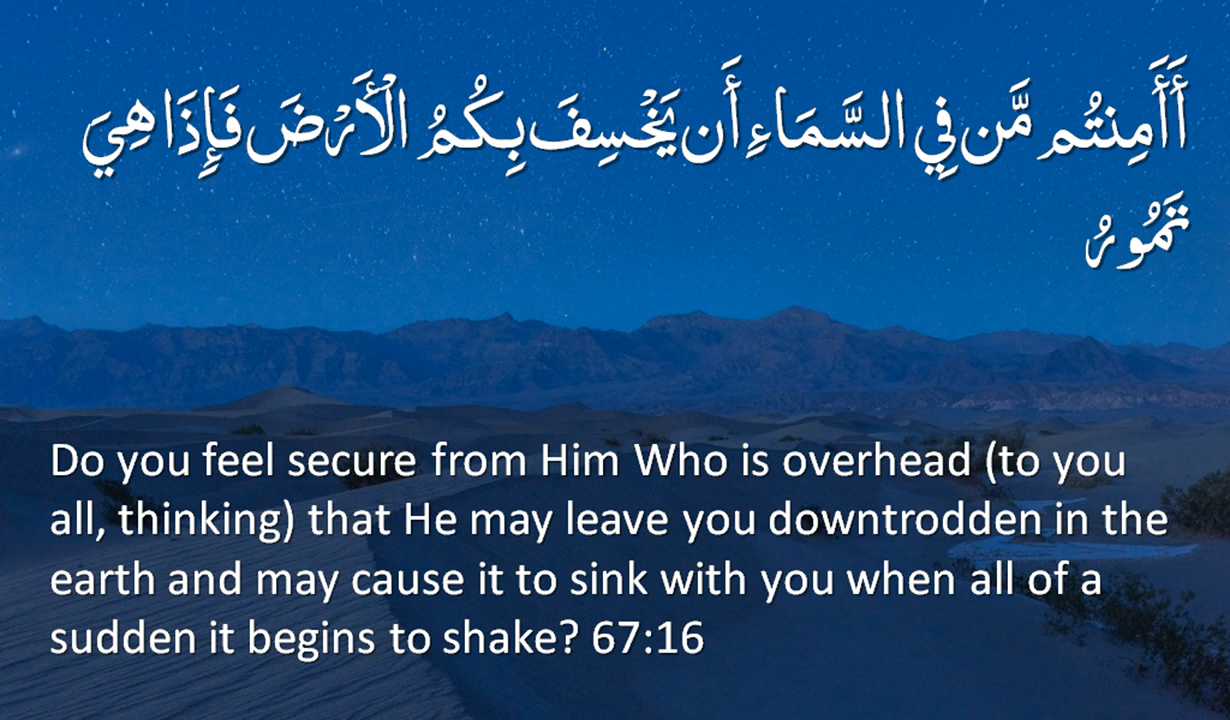 أَأَمِنتُم مَّن فِي السَّمَاءِ أَن يَخْسِفَ بِكُمُ الْأَرْضَ فَإِذَا هِيَ
تَمُورُ
Do you feel secure from Him Who is overhead (to you
all, thinking) that He may leave you downtrodden in the
earth and may cause it to sink with you when all of a
sudden it begins to shake? 67:16